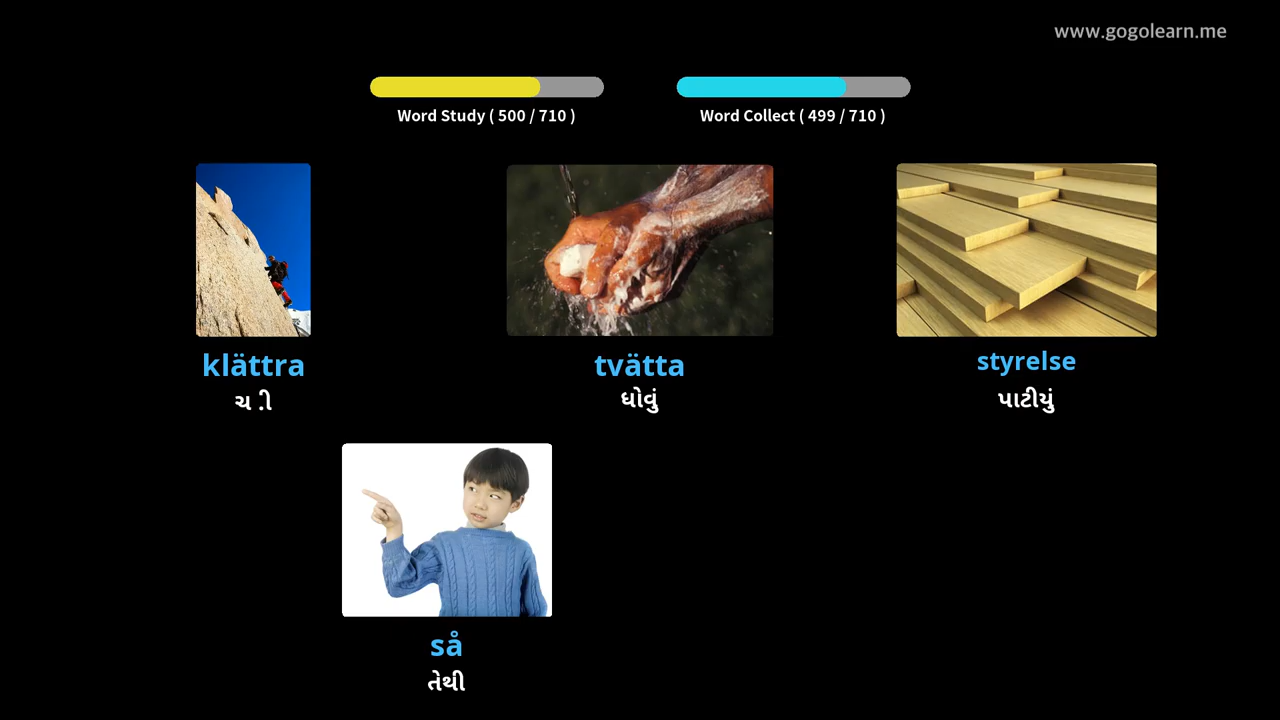 www.gogolearn.me
Word Study ( 500 / 710 )
Word Collect ( 499 / 710 )
klättra
tvätta
styrelse
ચ .ી
ધોવું
પાટીયું
så
તેથી